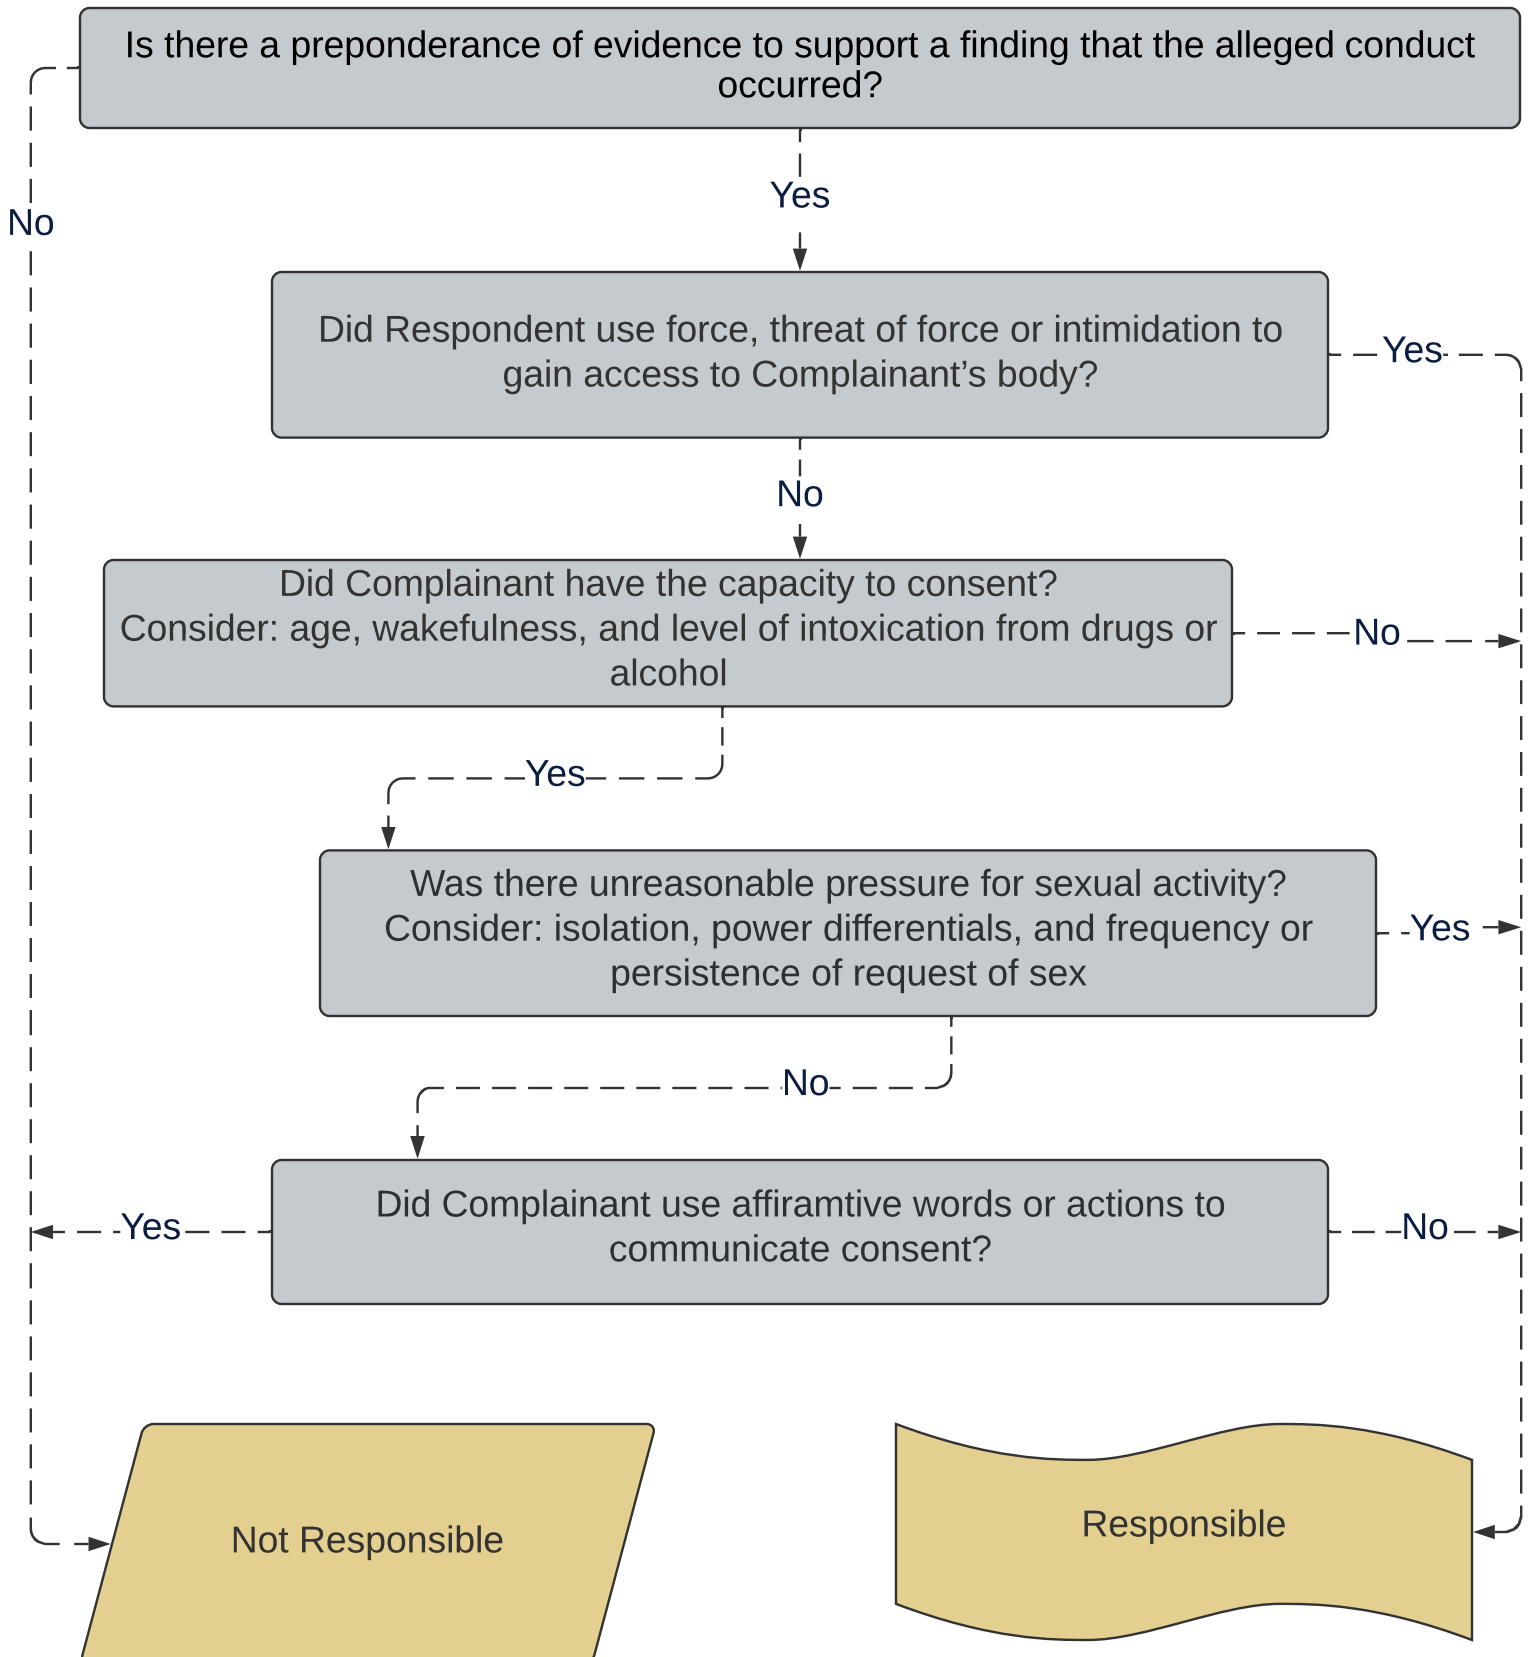 Is there a preponderance of evidence to support a finding that the alleged conduct
occurred?
No
Yes
Did Respondent use force, threat of force or intimidation to
gain access to Complainant’s body?
Yes
No
Did Complainant have the capacity to consent?
Consider: age, wakefulness, and level of intoxication from drugs or
alcohol
No
Yes
Was there unreasonable pressure for sexual activity?
Consider: isolation, power differentials, and frequency or
persistence of request of sex
Yes
No
Did Complainant use affiramtive words or actions to
communicate consent?
Yes
No
Not Responsible
Responsible